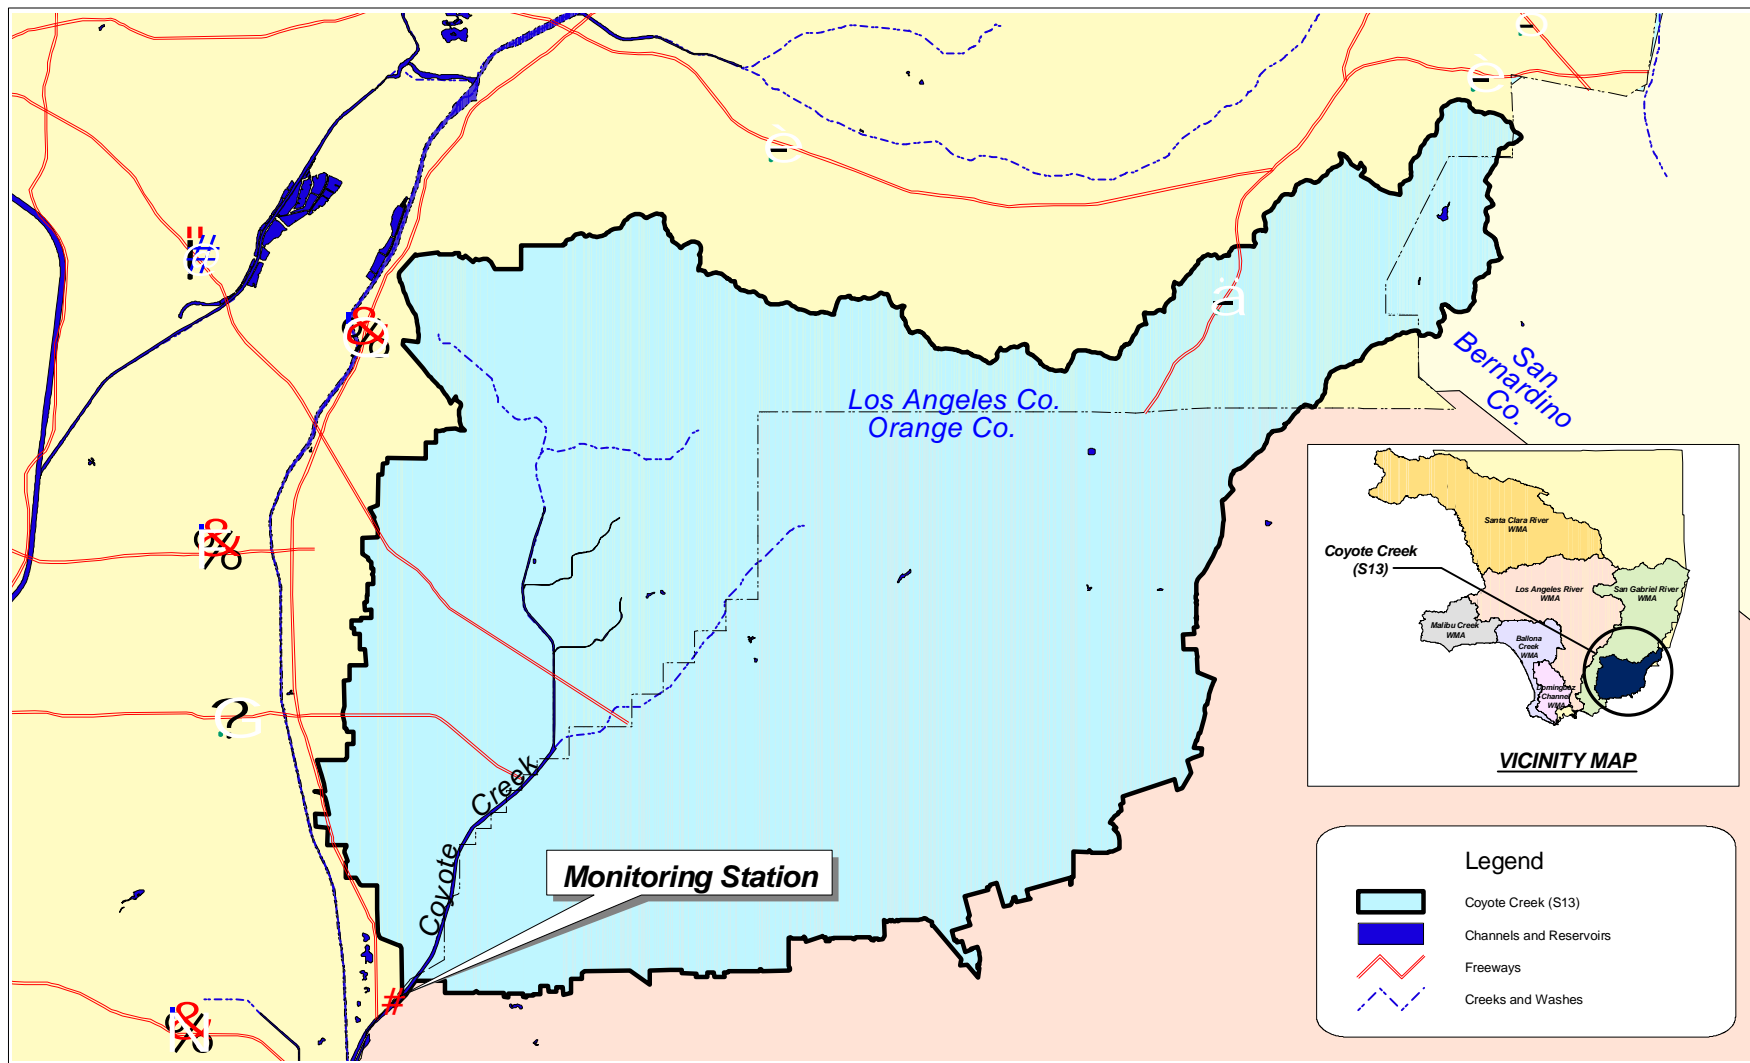 Los Angeles Co.
Orange Co.
San
Bernardino
Co.
Coyote Creek
Monitoring Station
#
Santa Clara River
WMA
Coyote Creek
(S13)
Los Angeles River
WMA
San Gabriel River
WMA
Malibu Creek
WMA
Ballona
Creek
WMA
Dominguez
Channel
WMA
VICINITY MAP
Legend
Coyote Creek (S13)
Channels and Reservoirs
Freeways
Creeks and Washes